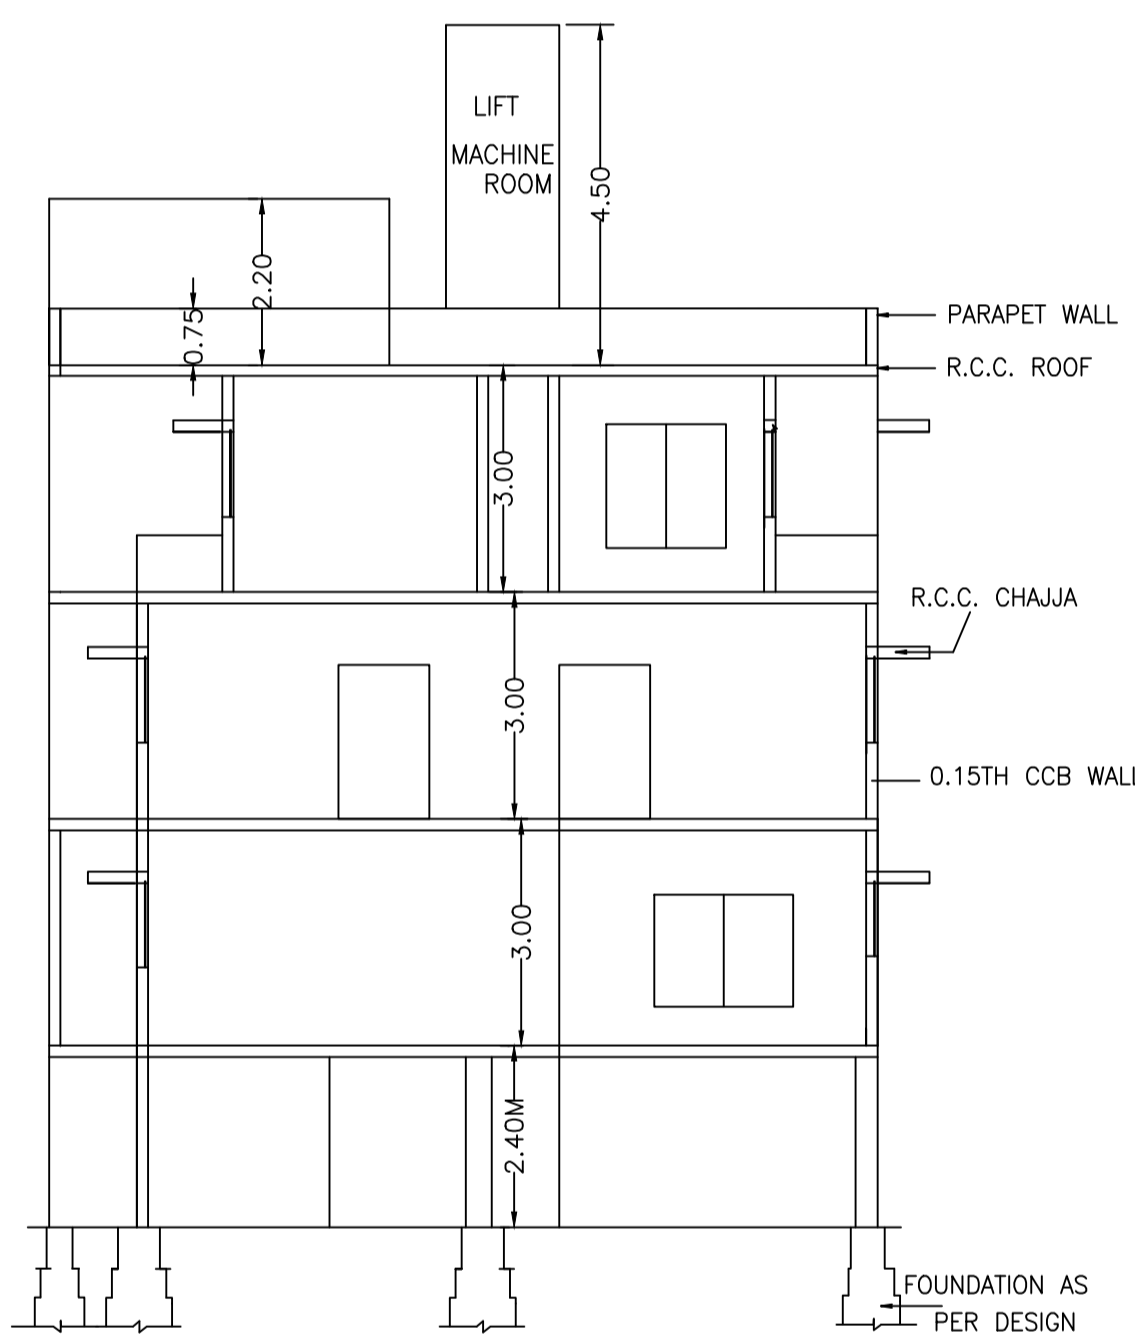 LIFT
MACHINE
ROOM
4.50
2.20
0.75
PARAPET WALL
R.C.C. ROOF
3.00
R.C.C. CHAJJA
3.00
0.15TH CCB WALL
3.00
2.40M
FOUNDATION AS
PER DESIGN